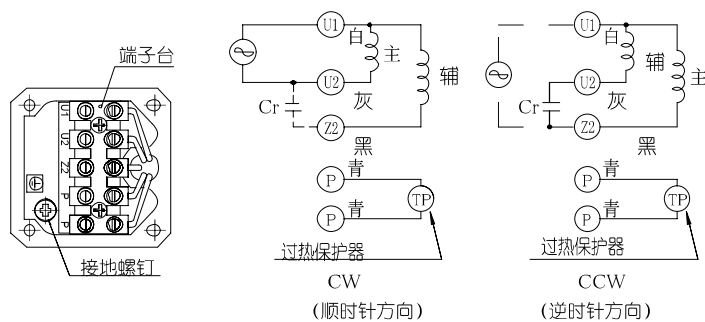 端子台
U1
U2
Z2
P
P
接地螺钉
U1
白
主
辅
U2
灰
Cr
Z2
黑
青
P
TP
青
P
过热保护器
CW
(顺时针方向)
U1
白
辅
主
U2
灰
Cr
Z2
黑
青
P
TP
青
P
过热保护器
CCW
(逆时针方向)